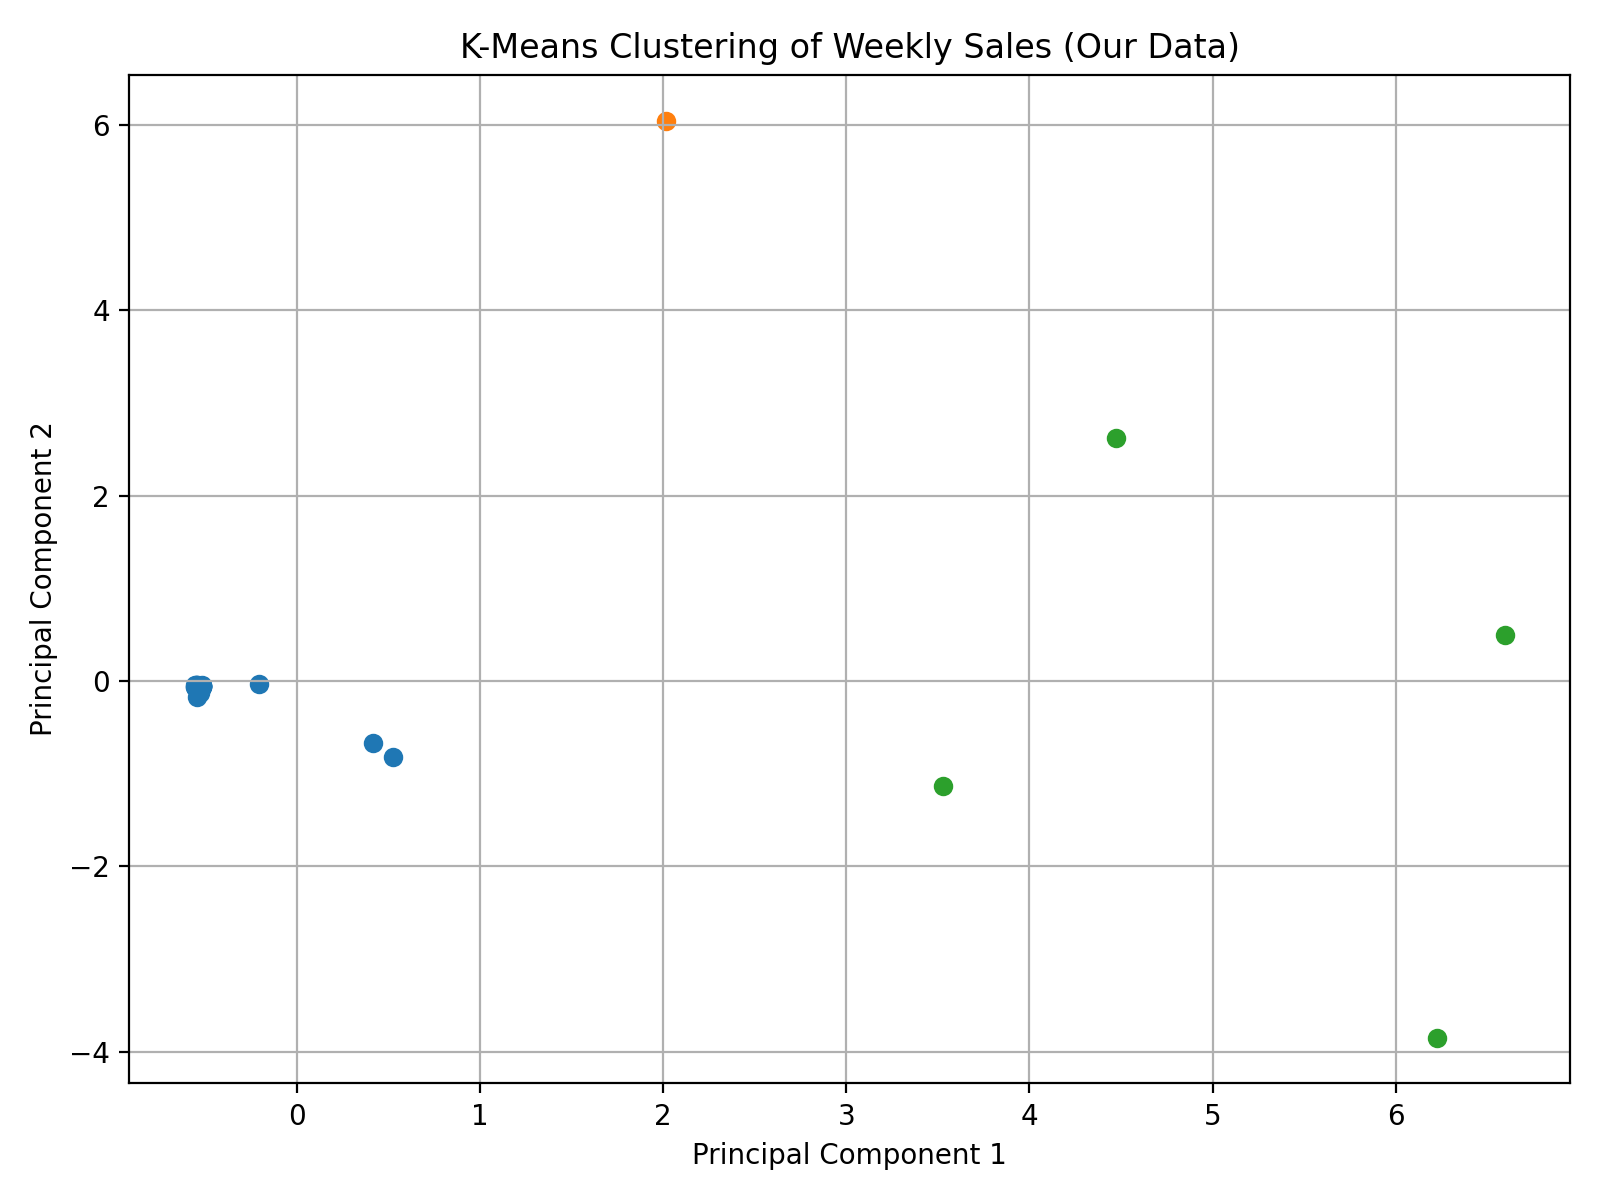 K-Means Clustering of Weekly Sales (Our Data)
6
4
2
0
−2
−4
Principal Component 2
0 1 2 3 4 5 6
Principal Component 1